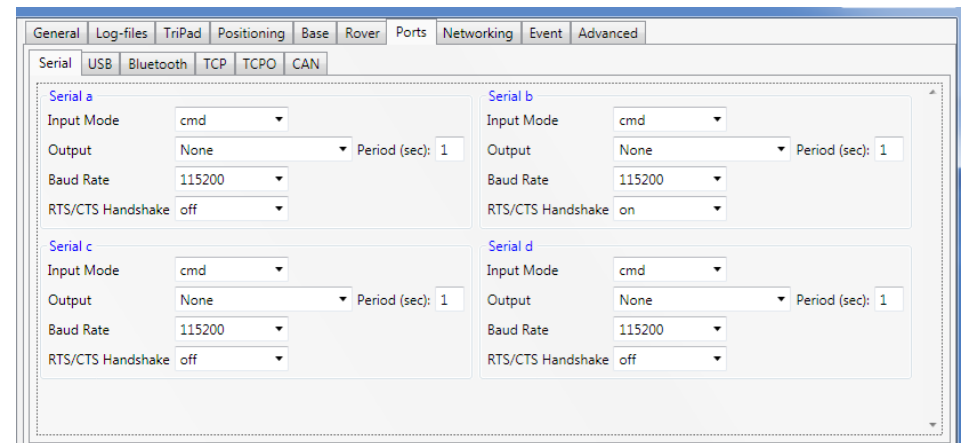 General Log-files TriPad Positioning Base Rover Ports Networking Event Advanced
Serial USB Bluetooth TCP TCPO CAN
Serial a
Input Mode cmd
Output None Period (sec): 1
Baud Rate 115200
RTS/CTS Handshake off
Serial b
Input Mode cmd
Output None Period (sec): 1
Baud Rate 115200
RTS/CTS Handshake on
Serial c
Input Mode cmd
Output None Period (sec): 1
Baud Rate 115200
RTS/CTS Handshake off
Serial d
Input Mode cmd
Output None Period (sec): 1
Baud Rate 115200
RTS/CTS Handshake off